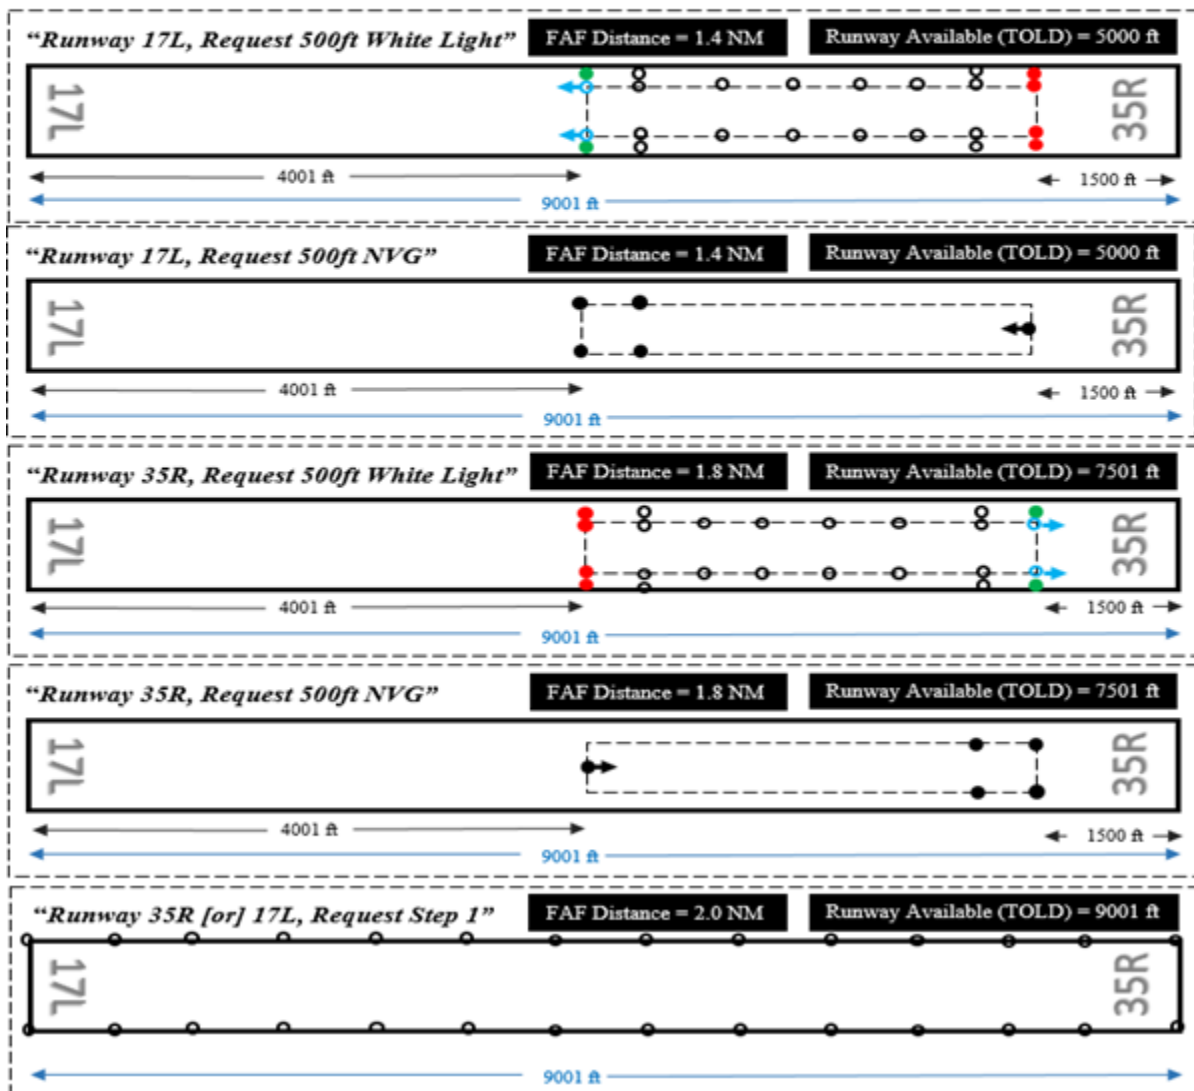 “Runway 17L, Request 500ft White Light” FAF Distance = 1.4 NM Runway Available (TOLD) = 5000 ft
17L 35R
4001 ft 1500 ft
9001 ft
“Runway 17L, Request 500ft NVG” FAF Distance = 1.4 NM Runway Available (TOLD) = 5000 ft
17L 35R
4001 ft 1500 ft
9001 ft
“Runway 35R, Request 500ft White Light” FAF Distance = 1.8 NM Runway Available (TOLD) = 7501 ft
17L 35R
4001 ft 1500 ft
9001 ft
“Runway 35R, Request 500ft NVG” FAF Distance = 1.8 NM Runway Available (TOLD) = 7501 ft
17L 35R
4001 ft 1500 ft
9001 ft
“Runway 35R [or] 17L, Request Step 1” FAF Distance = 2.0 NM Runway Available (TOLD) = 9001 ft
17L 35R
9001 ft